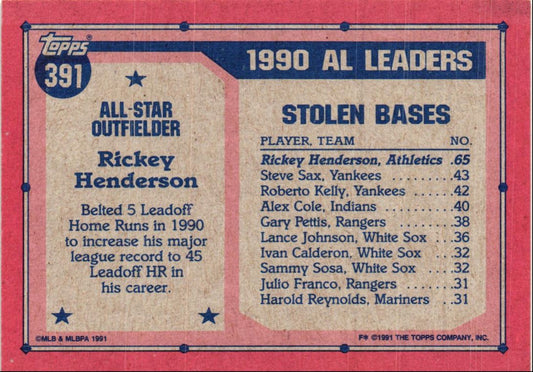 topps®
391
ALL-STAR
OUTFIELDER
Rickey
Henderson
Belted 5 Leadoff
Home Runs in 1990
to increase his major
league record to 45
Leadoff HR in
his career.
©MLB & MLBPA 1991
1990 AL LEADERS
STOLEN BASES
PLAYER, TEAM NO.
Rickey Henderson, Athletics .65
Steve Sax, Yankees ........43
Roberto Kelly, Yankees .....42
Alex Cole, Indians .........40
Gary Pettis, Rangers .......38
Lance Johnson, White Sox ...36
Ivan Calderon, White Sox ...32
Sammy Sosa, White Sox ....32
Julio Franco, Rangers .......31
Harold Reynolds, Mariners ..31
F* ©1991 THE TOPPS COMPANY, INC.